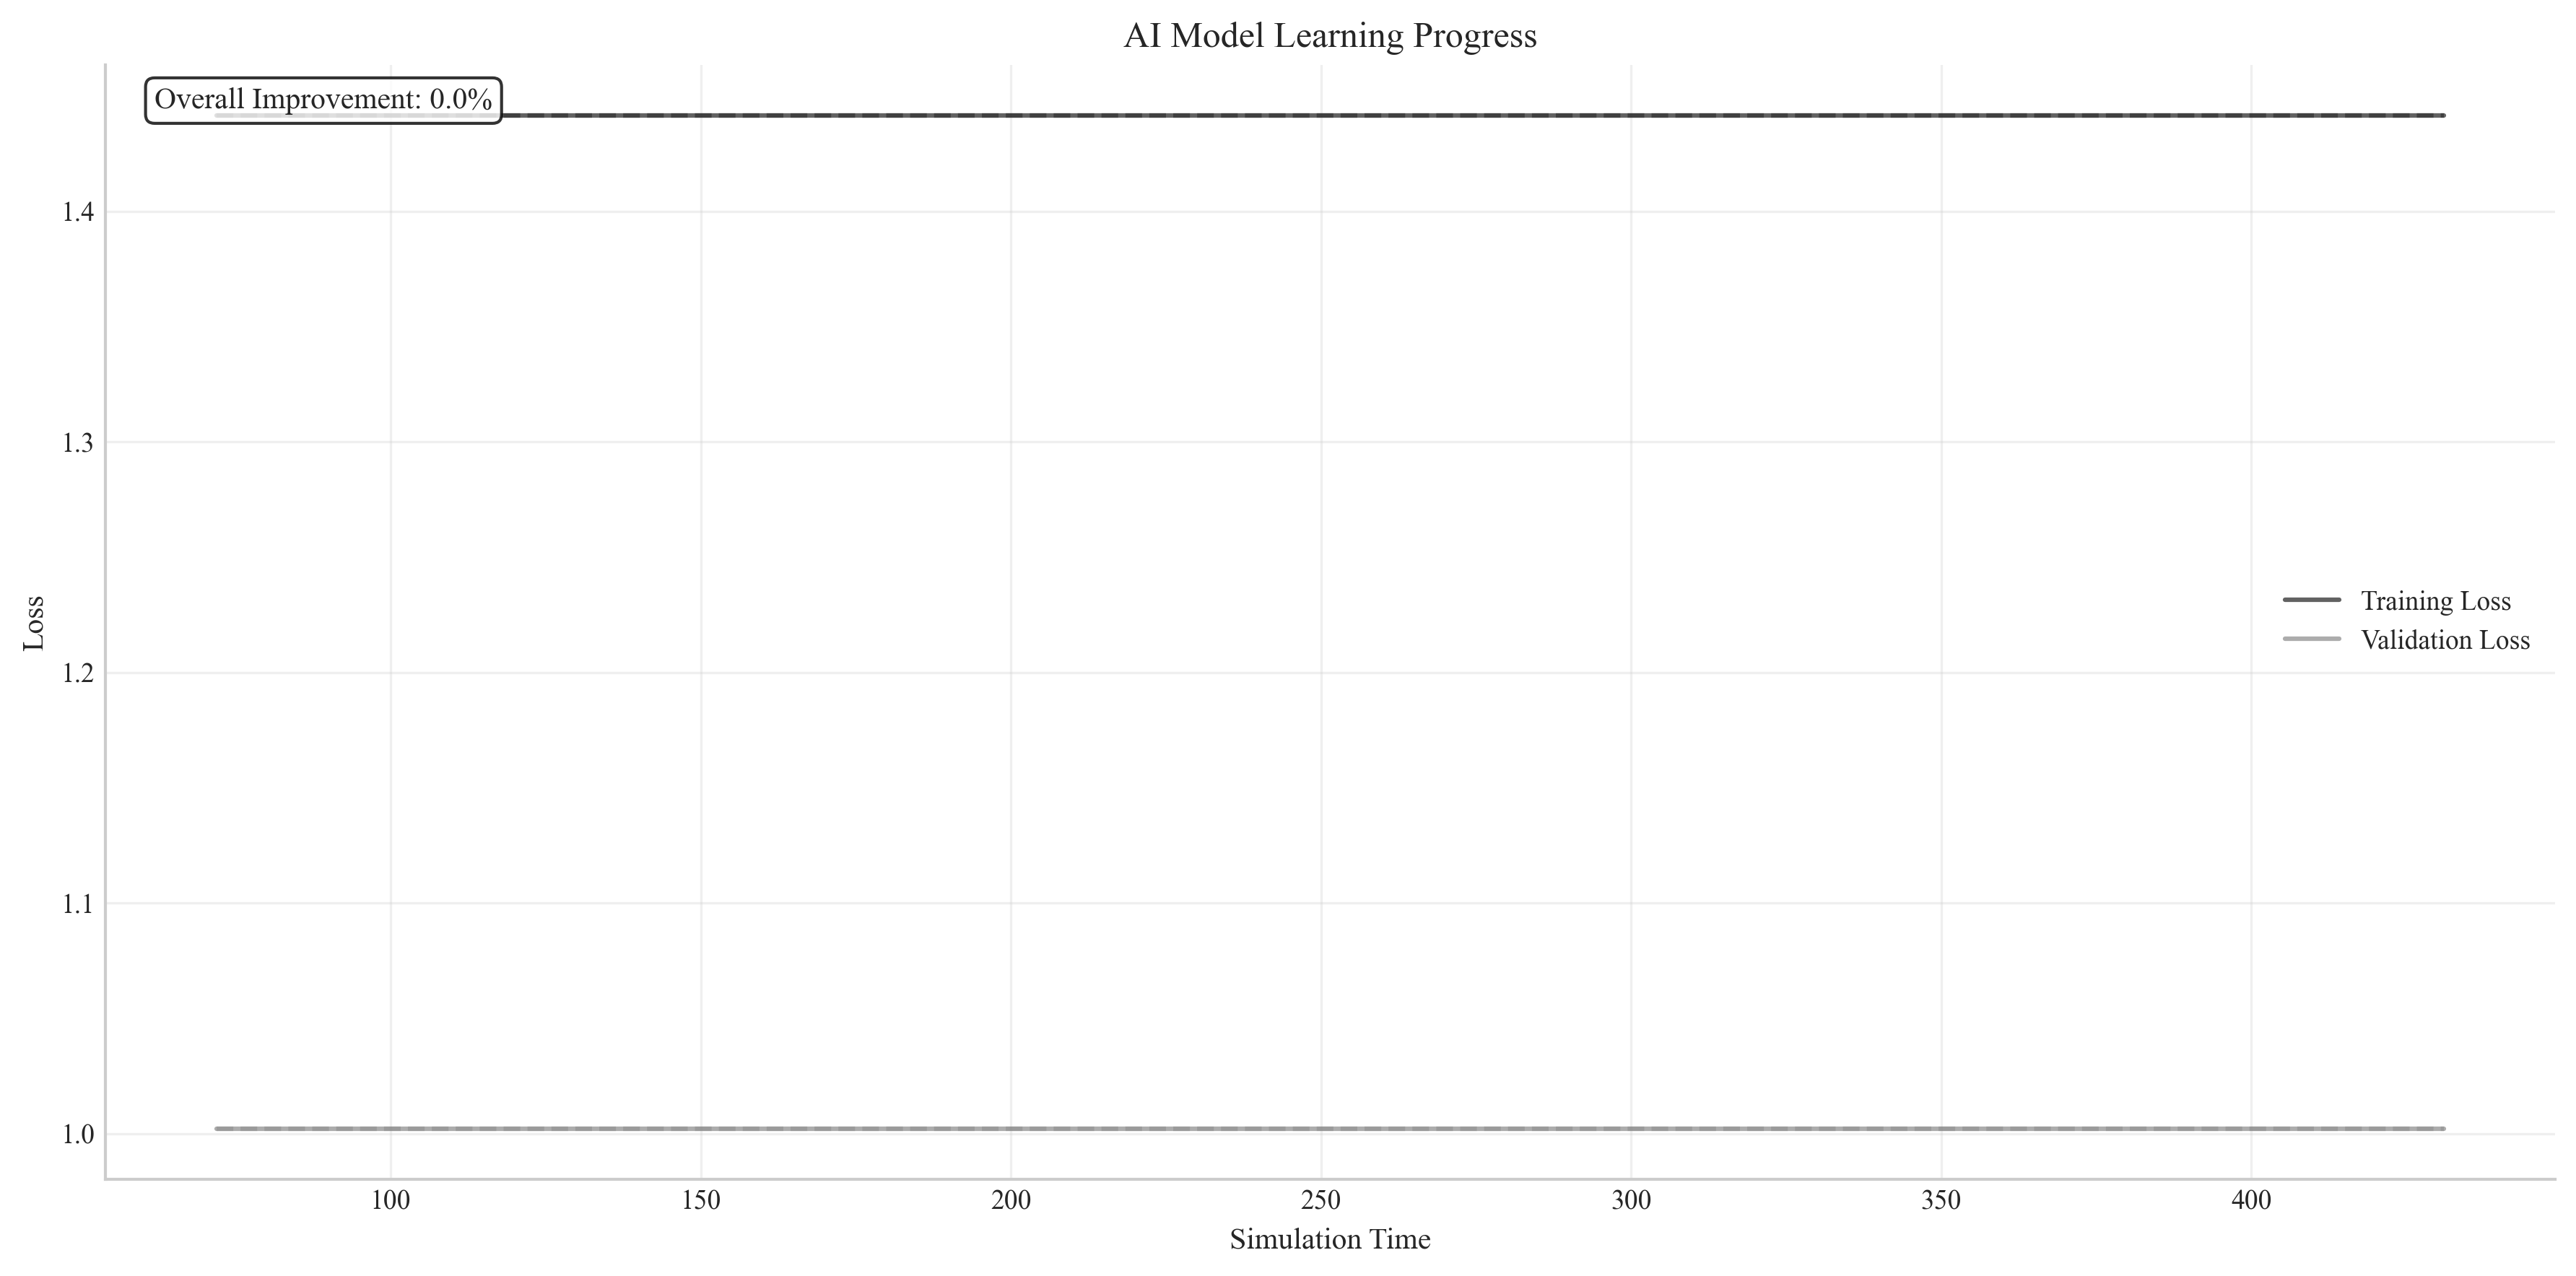 AI Model Learning Progress
Overall Improvement: 0.0%
1.4
1.3
1.2
1.1
1.0
Loss
Training Loss
Validation Loss
100 150 200 250 300 350 400
Simulation Time